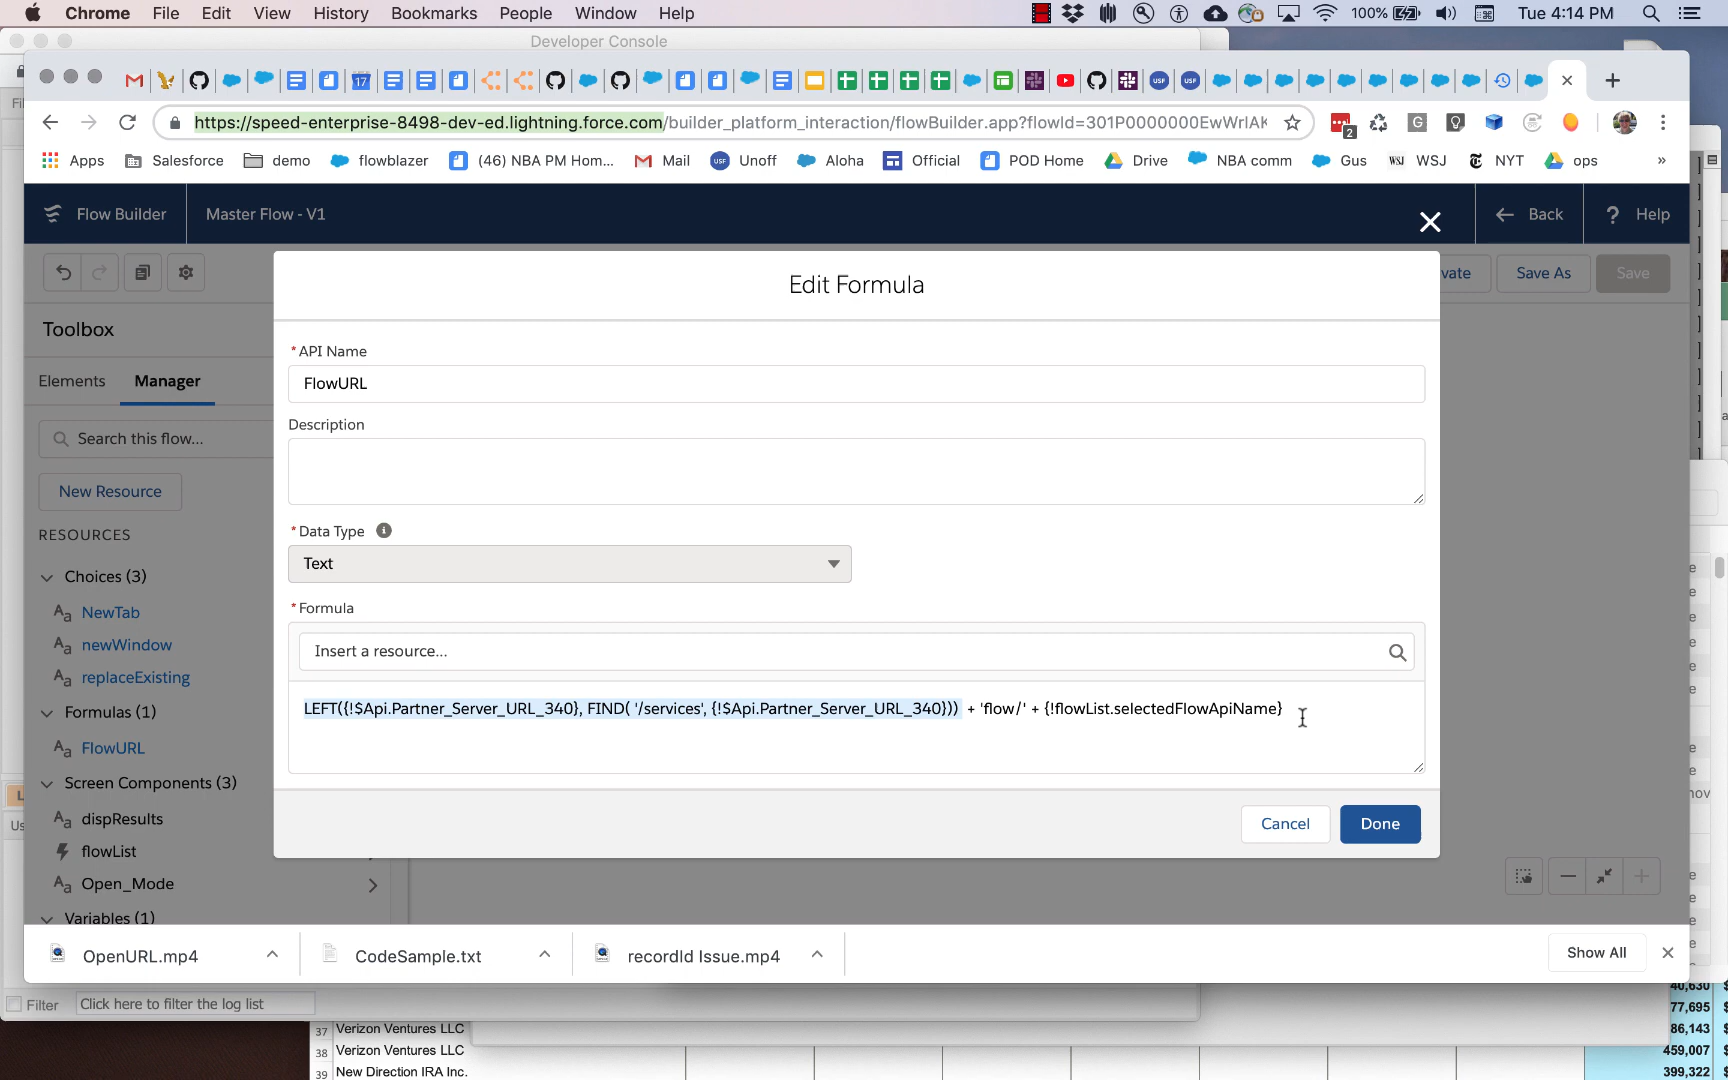 Chrome File Edit View History Bookmarks People Window Help 100% Tue 4:14 PM
Developer Console
https://speed-enterprise-8498-dev-ed.lightning.force.com/builder_platform_interaction/flowBuilder.app?flowId=301P0000000EwWrIAK
Apps Salesforce demo flowblazer (46) NBA PM Hom... Mail Unoff Aloha Official POD Home Drive NBA comm Gus WSJ NYT ops »
Flow Builder Master Flow - V1 Back ? Help
vate Save As Save
Edit Formula
Toolbox
Elements Manager
Search this flow...
New Resource
RESOURCES
Choices (3)
NewTab
newWindow
replaceExisting
Formulas (1)
FlowURL
Screen Components (3)
dispResults
flowList
Open_Mode
Variables (1)
* API Name
FlowURL
Description
* Data Type
Text
* Formula
Insert a resource...
LEFT({!$Api.Partner_Server_URL_340}, FIND( '/services', {!$Api.Partner_Server_URL_340})) + 'flow/' + {!flowList.selectedFlowApiName}
Cancel Done
OpenURL.mp4 CodeSample.txt recordId Issue.mp4 Show All
Filter Click here to filter the log list
40,630
77,695
86,143
37 Verizon Ventures LLC
38 Verizon Ventures LLC 459,007
39 New Direction IRA Inc. 399,322